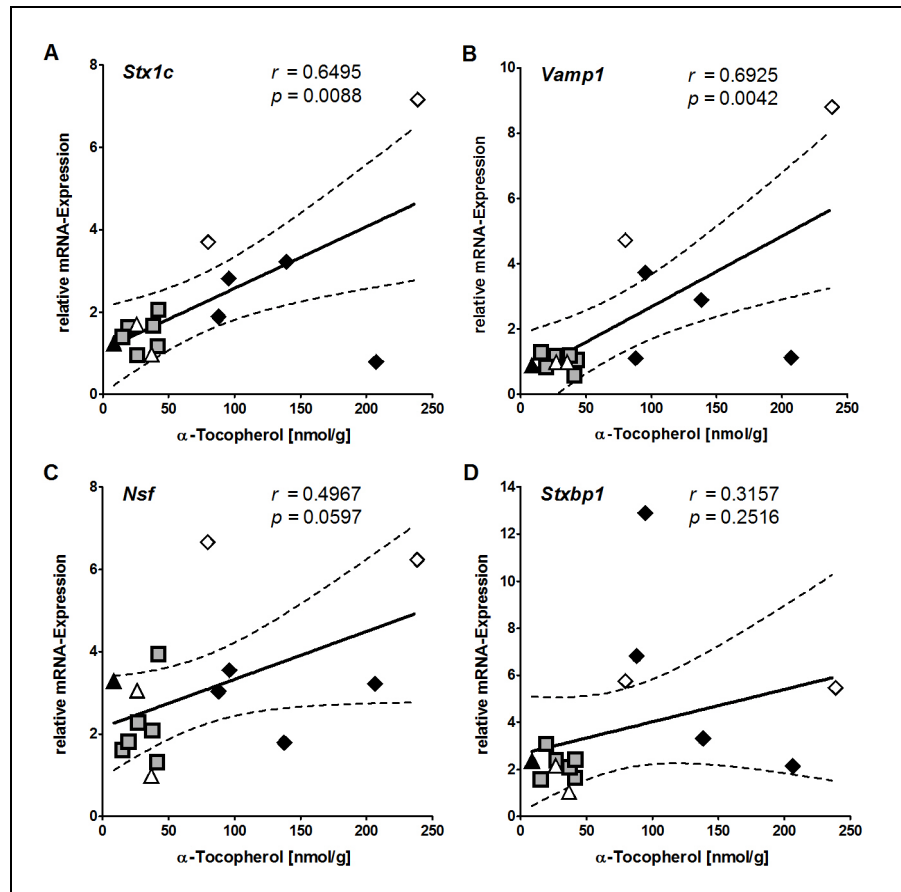 A
Stx1c
r = 0.6495
p = 0.0088
relative mRNA-Expression
8
6
4
2
0
0 50 100 150 200 250
α-Tocopherol [nmol/g]
B
Vamp1
r = 0.6925
p = 0.0042
relative mRNA-Expression
10
8
6
4
2
0
0 50 100 150 200 250
α-Tocopherol [nmol/g]
C
Nsf
r = 0.4967
p = 0.0597
relative mRNA-Expression
8
6
4
2
0
0 50 100 150 200 250
α-Tocopherol [nmol/g]
D
Stxbp1
r = 0.3157
p = 0.2516
relative mRNA-Expression
14
12
10
8
6
4
2
0
0 50 100 150 200 250
α-Tocopherol [nmol/g]